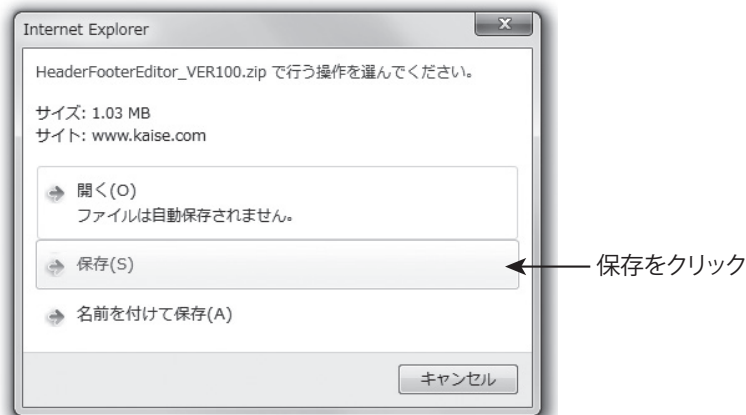 Internet Explorer
HeaderFooterEditor_VER100.zip で行う操作を選んでください。
サイズ: 1.03 MB
サイト: www.kaise.com
開く(O)
ファイルは自動保存されません。
保存(S)
保存をクリック
名前を付けて保存(A)
キャンセル